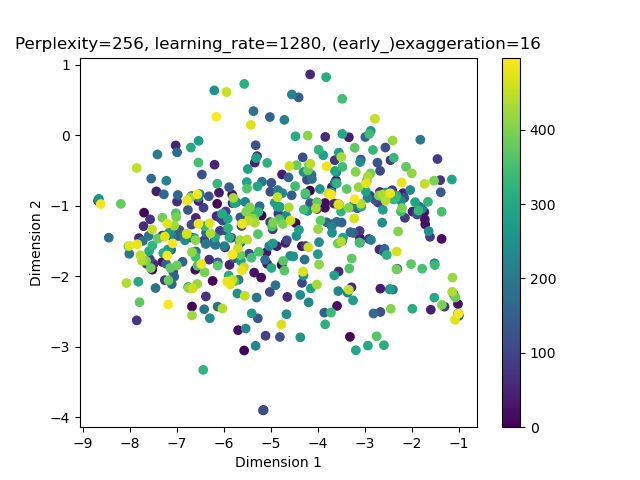 Perplexity=256, learning_rate=1280, (early_)exaggeration=16
1
0
−1
−2
−3
−4
Dimension 2
−9 −8 −7 −6 −5 −4 −3 −2 −1
Dimension 1
400
300
200
100
0